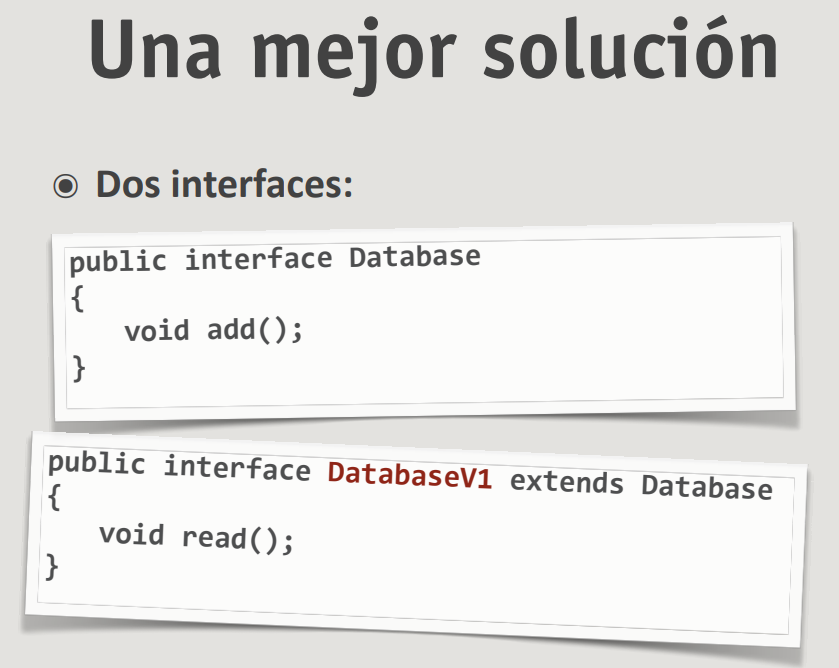 Una mejor solución
Dos interfaces:
public interface Database
{
void add();
}
public interface DatabaseV1 extends Database
{
void read();
}